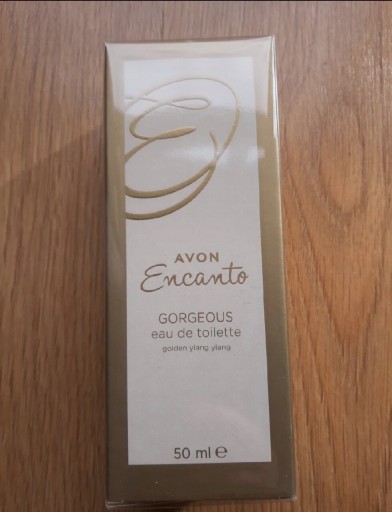 AVON
Encanto
GORGEOUS
eau de toilette
golden ylang ylang
50 ml ℮